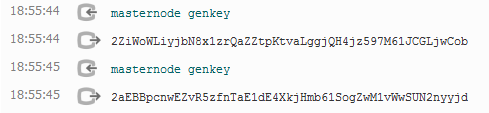 18:55:44 masternode genkey
18:55:44 2ZiWoWLiyjbN8x1zrQaZZtpKtvaLggjQH4jz597M61JCGLjwCob
18:55:45 masternode genkey
18:55:45 2aEBBpcnwEZvR5zfnTaE1dE4XkjHmb61SogZwM1vWwSUN2nyyjd